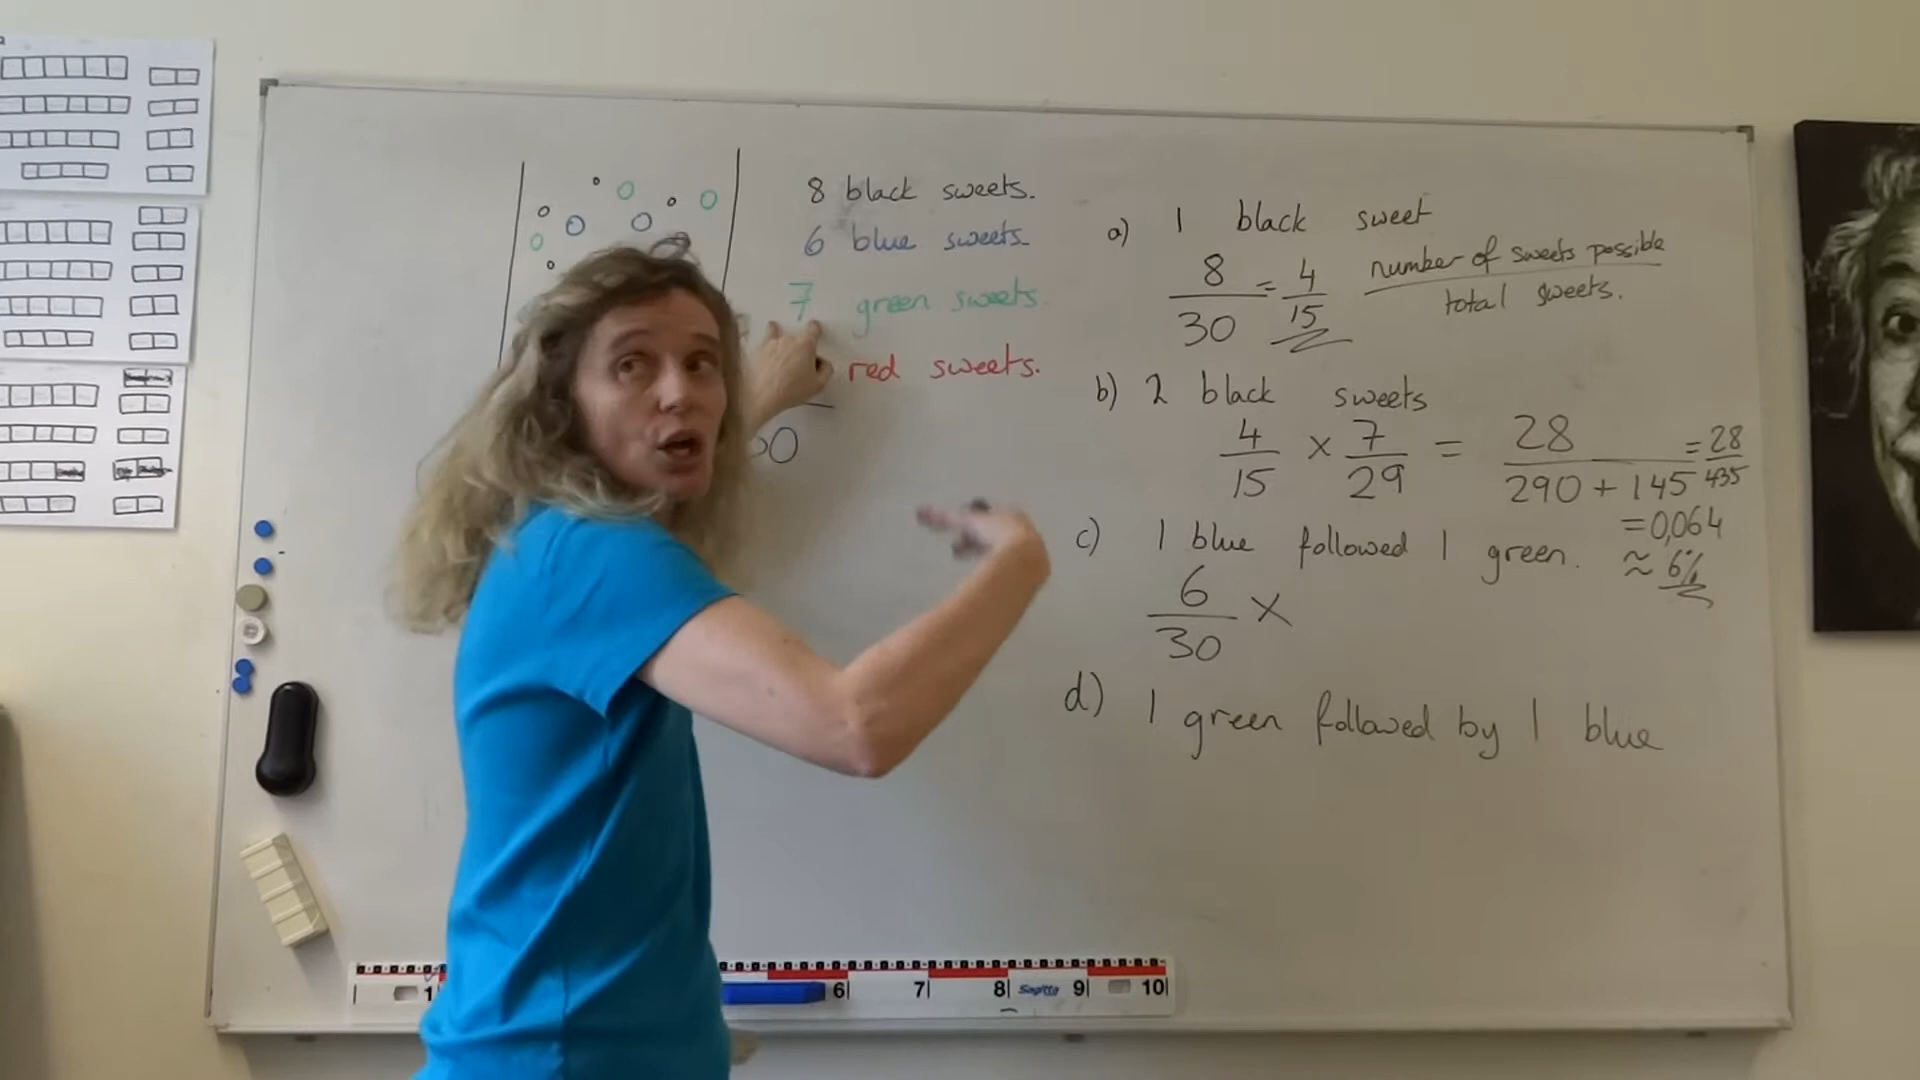 8 black sweets.
6 blue sweets.
7 green sweets.
red sweets.
30
a) 1 black sweet
8/30 = 4/15
number of sweets possible
total sweets.
b) 2 black sweets
4/15 × 7/29 = 28/290 + 145 = 28/435
= 0,064
≈ 6%
c) 1 blue followed 1 green.
6/30 ×
d) 1 green followed by 1 blue
1 6 7 8 Sagitta 9 10